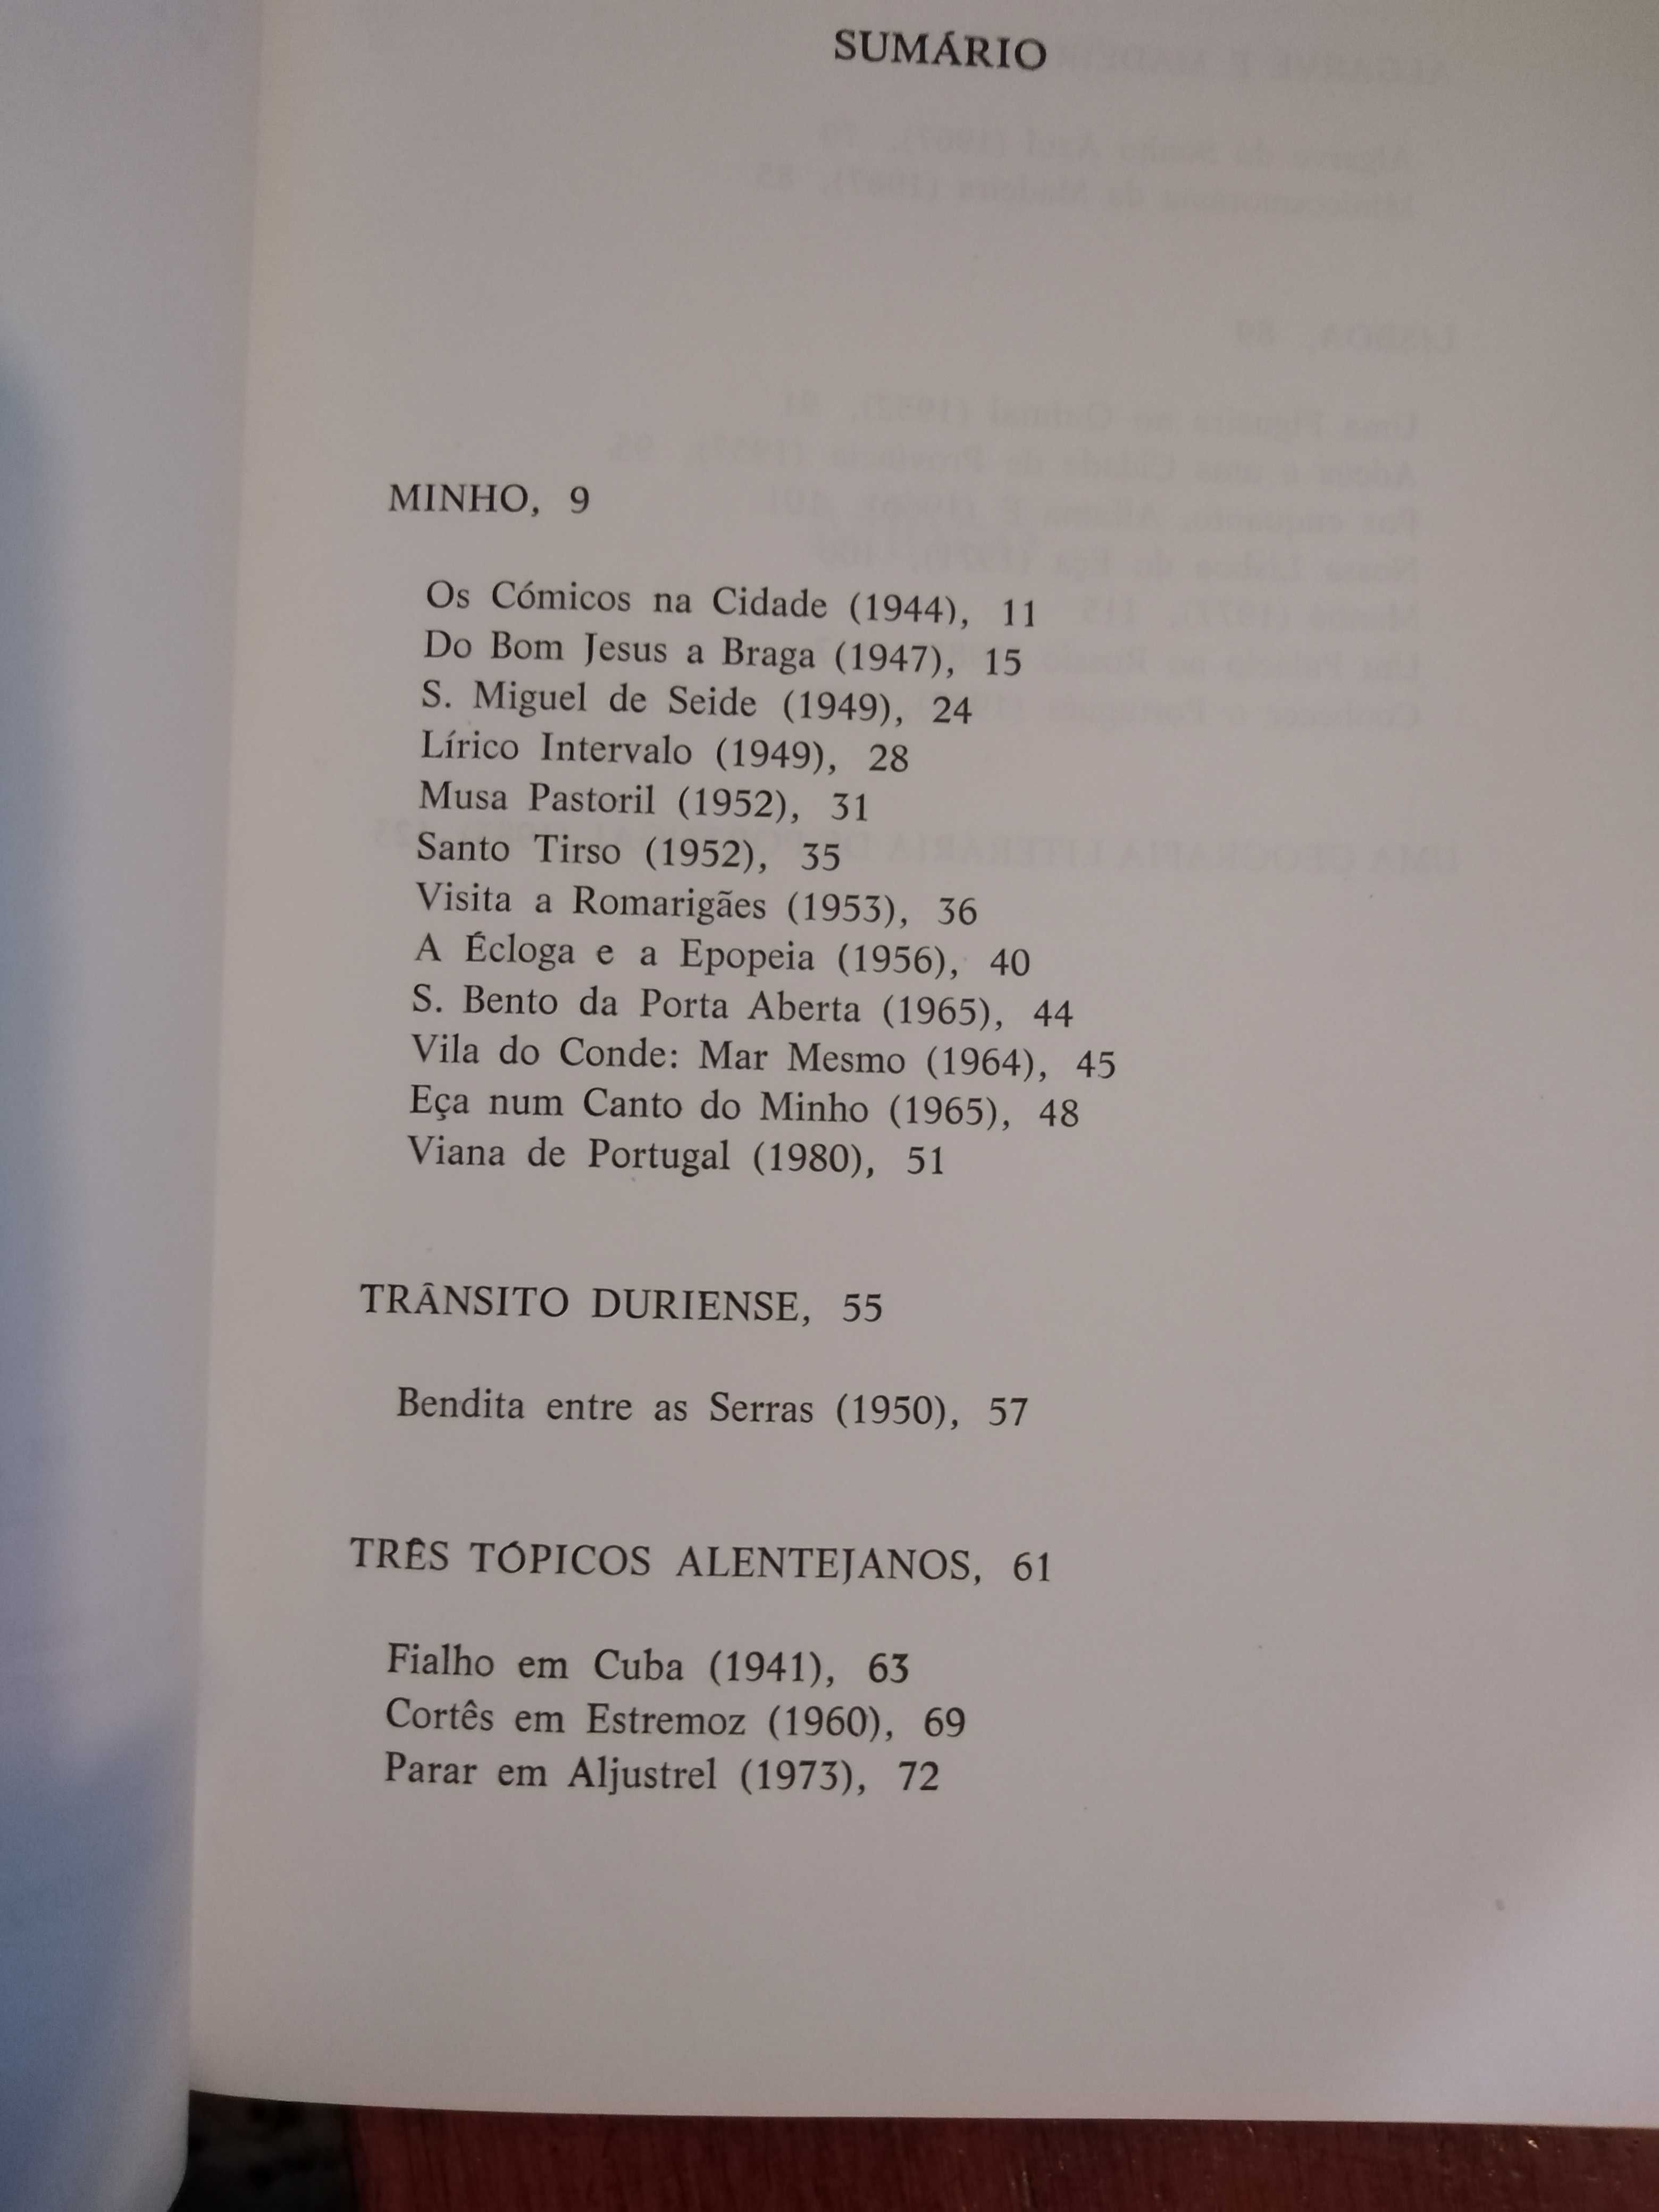 SUMÁRIO
MINHO, 9
Os Cómicos na Cidade (1944), 11
Do Bom Jesus a Braga (1947), 15
S. Miguel de Seide (1949), 24
Lírico Intervalo (1949), 28
Musa Pastoril (1952), 31
Santo Tirso (1952), 35
Visita a Romarigães (1953), 36
A Écloga e a Epopeia (1956), 40
S. Bento da Porta Aberta (1965), 44
Vila do Conde: Mar Mesmo (1964), 45
Eça num Canto do Minho (1965), 48
Viana de Portugal (1980), 51
TRÂNSITO DURIENSE, 55
Bendita entre as Serras (1950), 57
TRÊS TÓPICOS ALENTEJANOS, 61
Fialho em Cuba (1941), 63
Cortês em Estremoz (1960), 69
Parar em Aljustrel (1973), 72